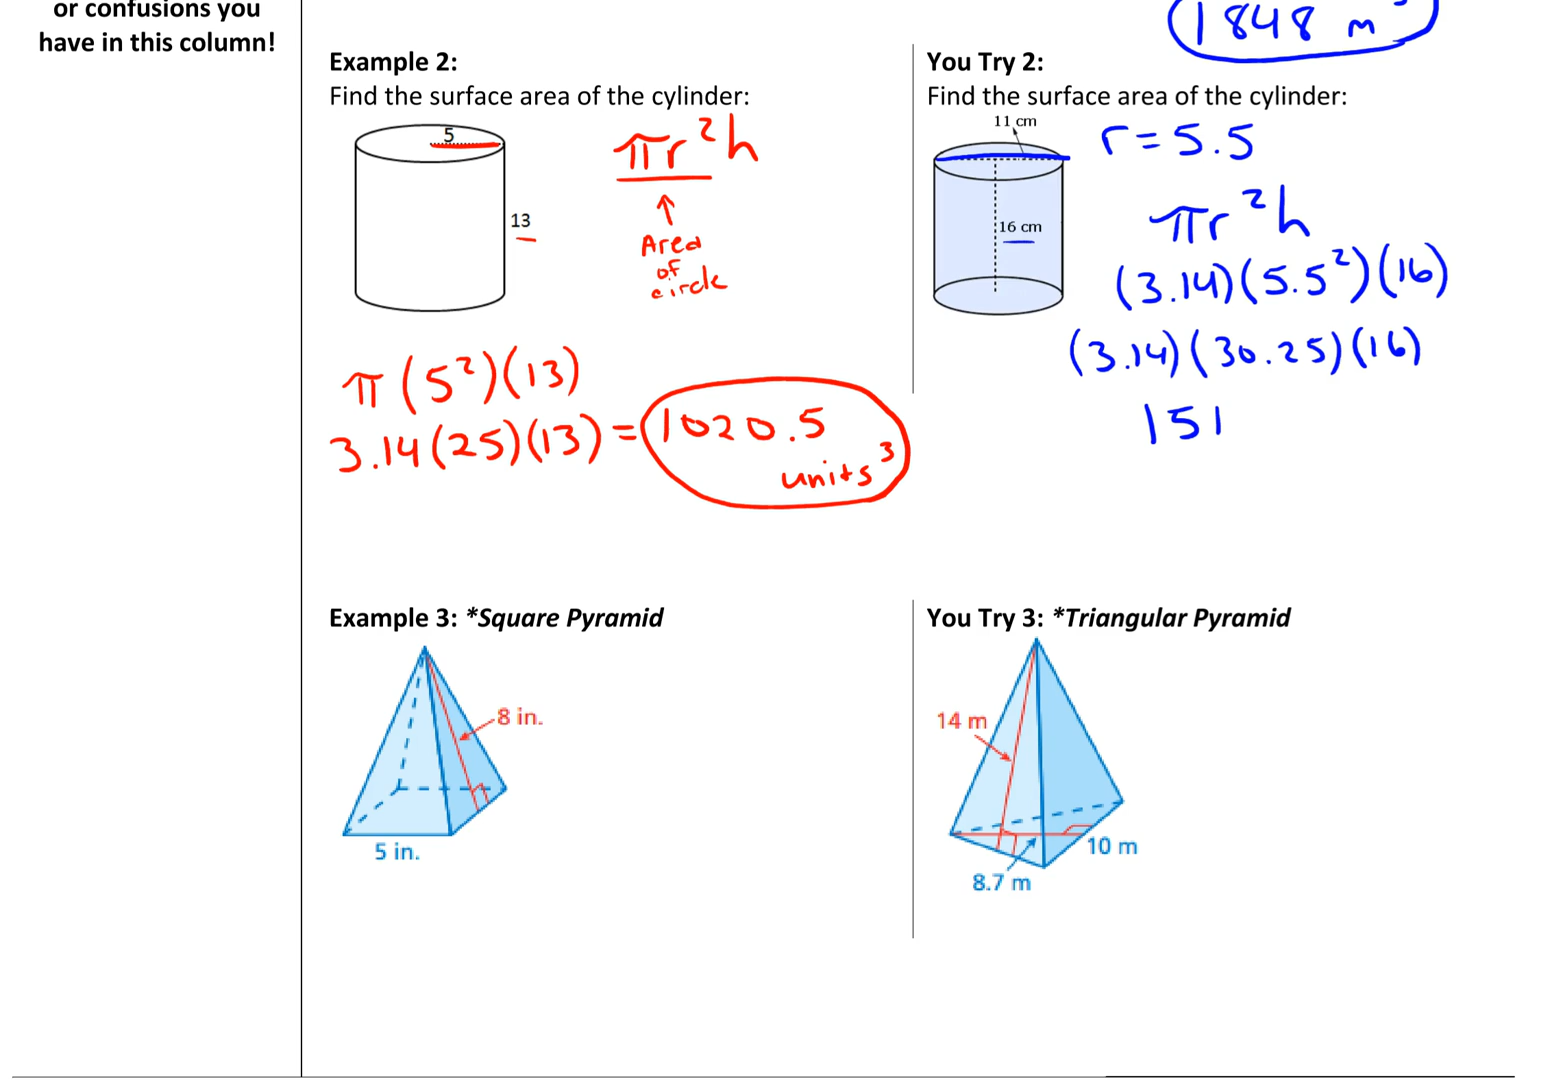 or confusions you
have in this column!
1848 m³
Example 2:
Find the surface area of the cylinder:
5
13
πr²h
↑
Area
of
circle
π(5²)(13)
3.14(25)(13) = 1020.5
units³
You Try 2:
Find the surface area of the cylinder:
11 cm
16 cm
r = 5.5
πr²h
(3.14)(5.5²)(16)
(3.14)(30.25)(16)
151
Example 3: *Square Pyramid
8 in.
5 in.
You Try 3: *Triangular Pyramid
14 m
10 m
8.7 m